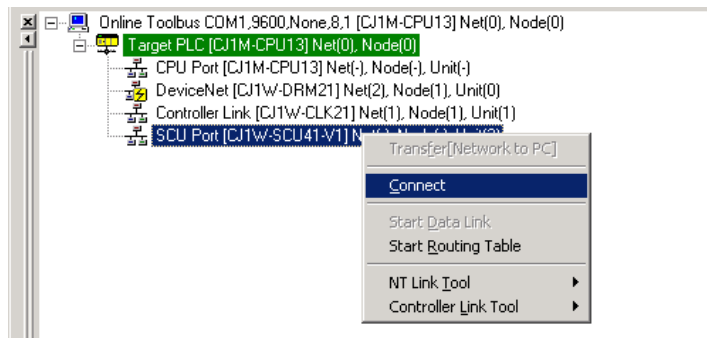 Online Toolbus COM1,9600,None,8,1 [CJ1M-CPU13] Net(0), Node(0)
Target PLC [CJ1M-CPU13] Net(0), Node(0)
CPU Port [CJ1M-CPU13] Net(-), Node(-), Unit(-)
DeviceNet [CJ1W-DRM21] Net(2), Node(1), Unit(0)
Controller Link [CJ1W-CLK21] Net(1), Node(1), Unit(1)
SCU Port [CJ1W-SCU41-V1]
Transfer[Network to PC]
Connect
Start Data Link
Start Routing Table
NT Link Tool
Controller Link Tool